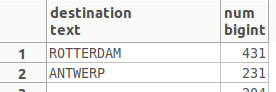 destination num
text bigint
1 ROTTERDAM 431
2 ANTWERP 231